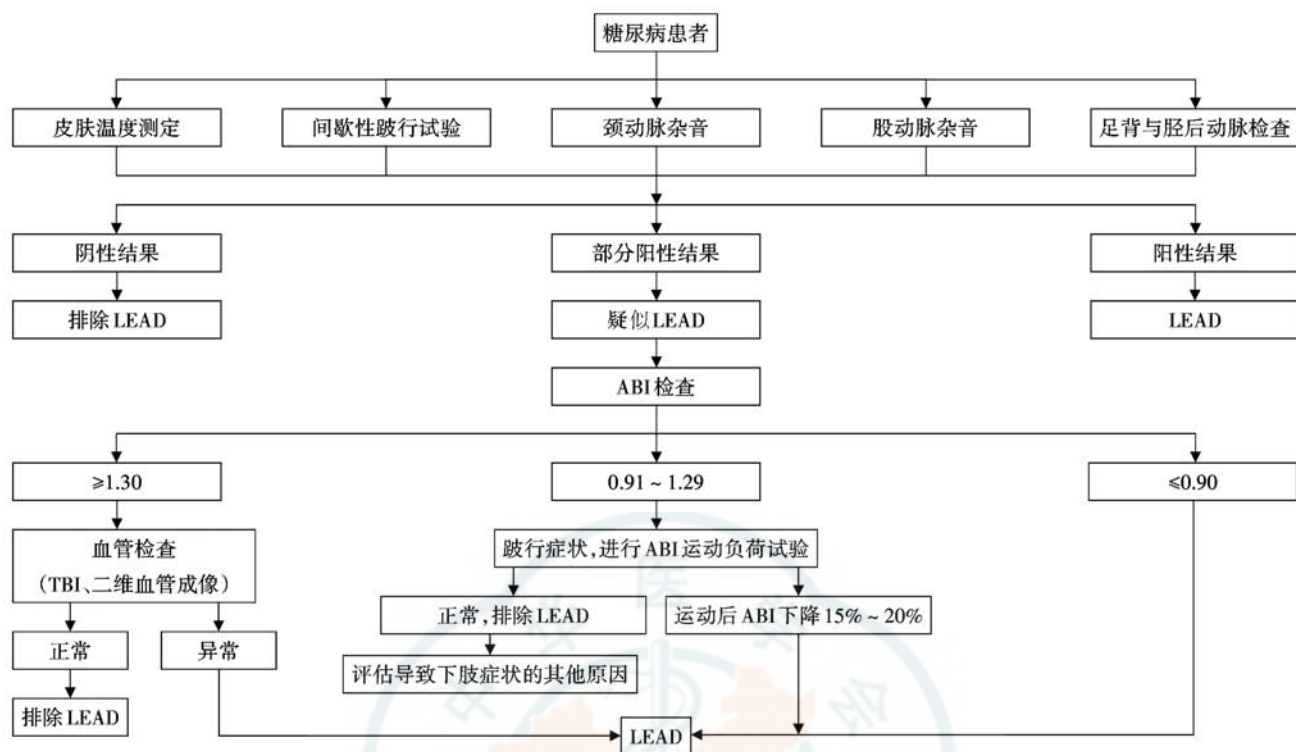 糖尿病患者
皮肤温度测定
间歇性跛行试验
颈动脉杂音
股动脉杂音
足背与胫后动脉检查
阴性结果
部分阳性结果
阳性结果
排除LEAD
疑似LEAD
LEAD
ABI检查
≥1.30
0.91~1.29
≤0.90
血管检查
(TBI、二维血管成像)
跛行症状,进行ABI运动负荷试验
正常
异常
正常,排除LEAD
运动后ABI下降15%~20%
排除LEAD
评估导致下肢症状的其他原因
LEAD
中华医学会